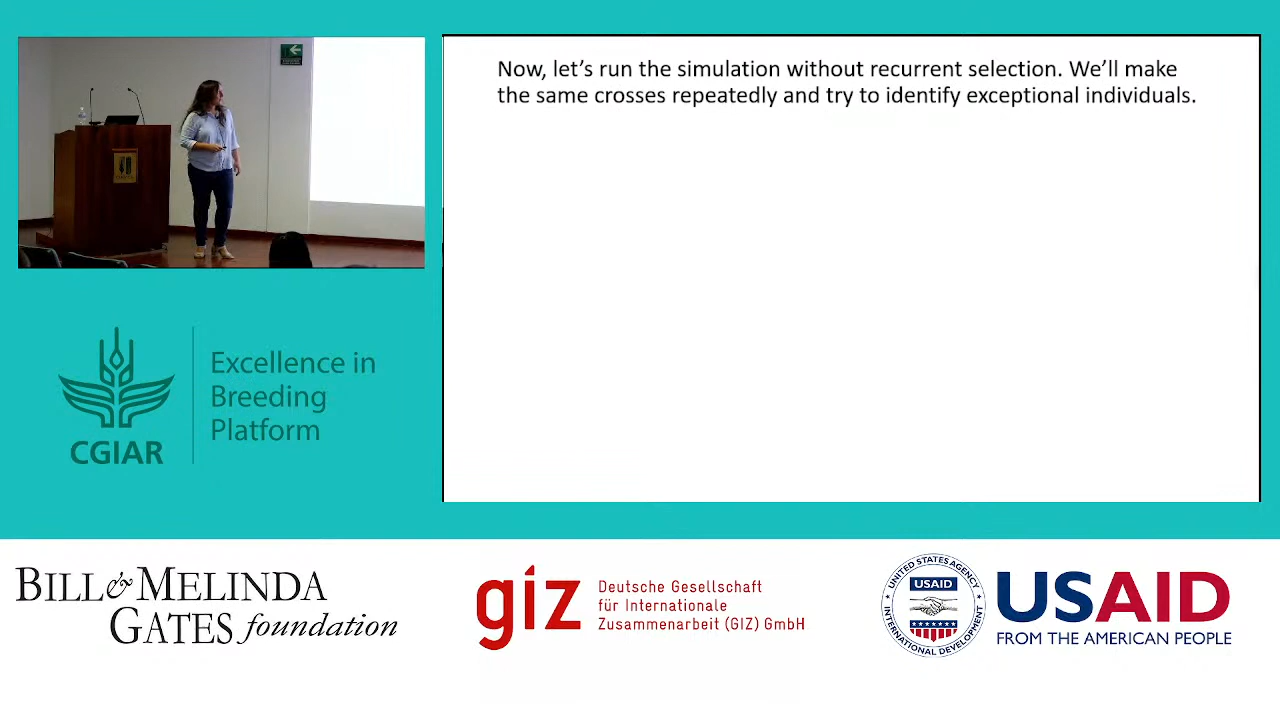 Now, let's run the simulation without recurrent selection. We'll make
the same crosses repeatedly and try to identify exceptional individuals.
CGIAR
Excellence in
Breeding
Platform
BILL & MELINDA
GATES foundation
giz
Deutsche Gesellschaft
für Internationale
Zusammenarbeit (GIZ) GmbH
UNITED STATES AGENCY
USAID
INTERNATIONAL DEVELOPMENT
USAID
FROM THE AMERICAN PEOPLE